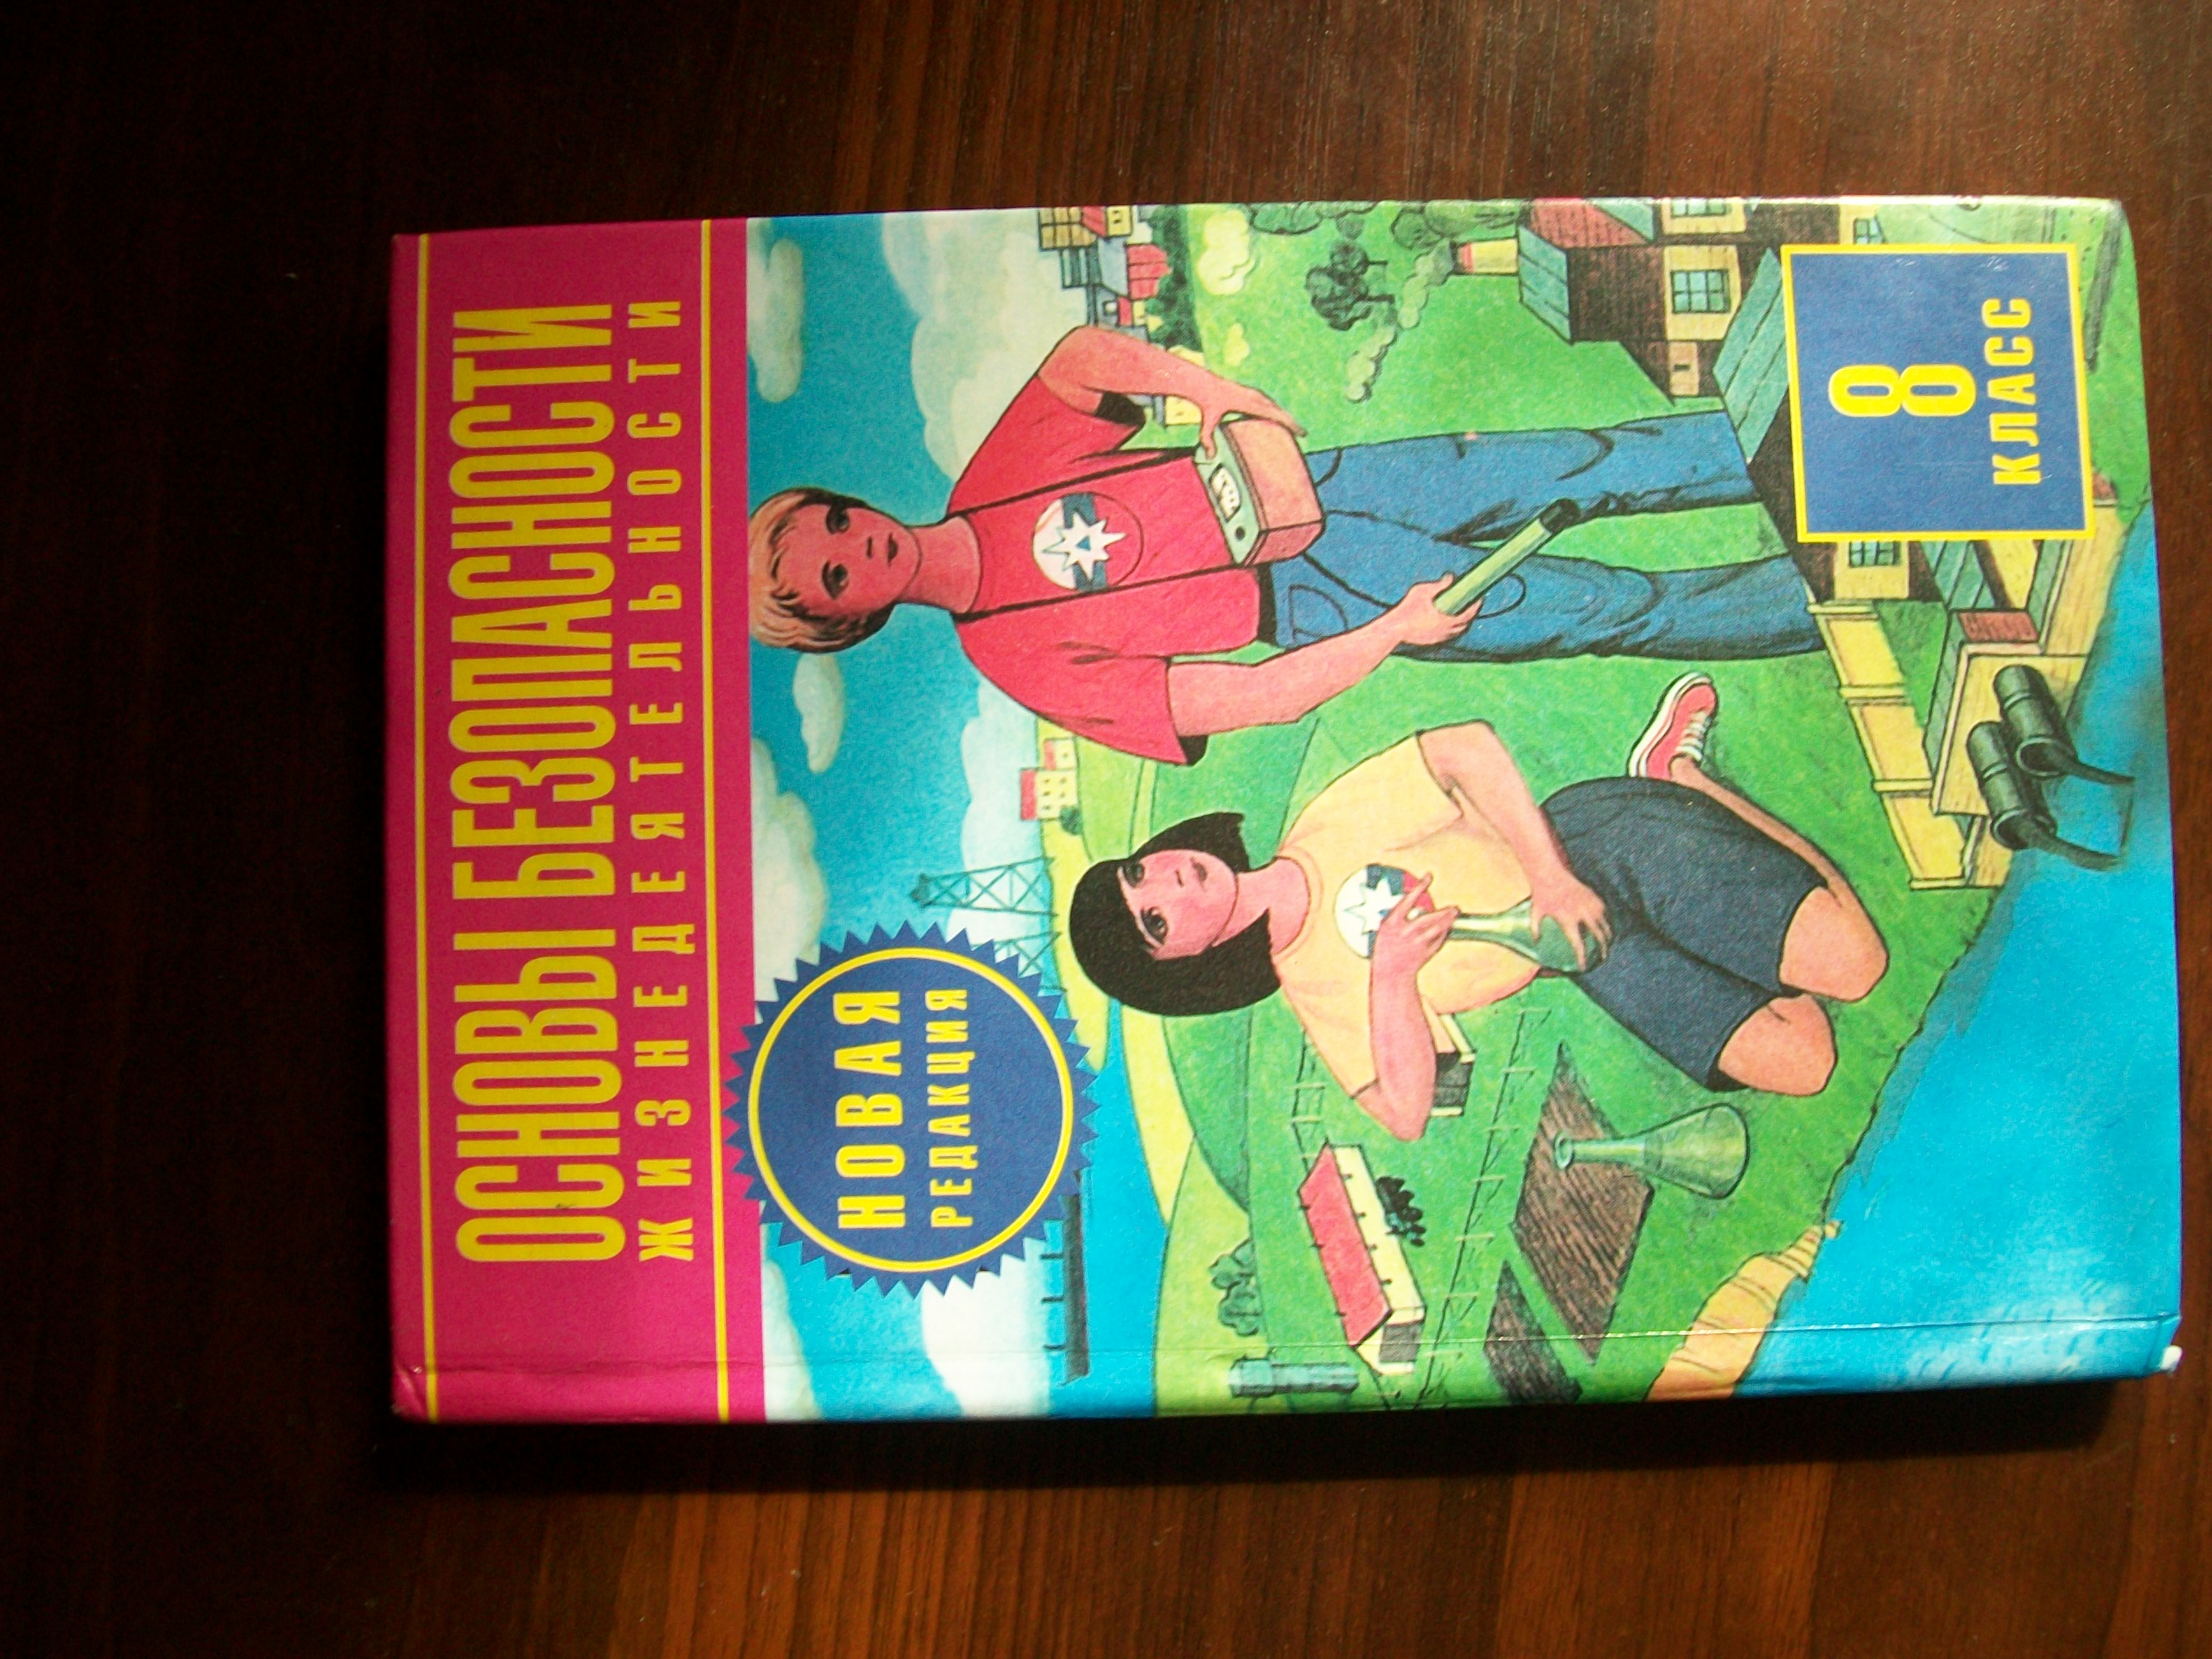 ОСНОВЫ БЕЗОПАСНОСТИ
ЖИЗНЕДЕЯТЕЛЬНОСТИ
НОВАЯ
РЕДАКЦИЯ
8
КЛАСС